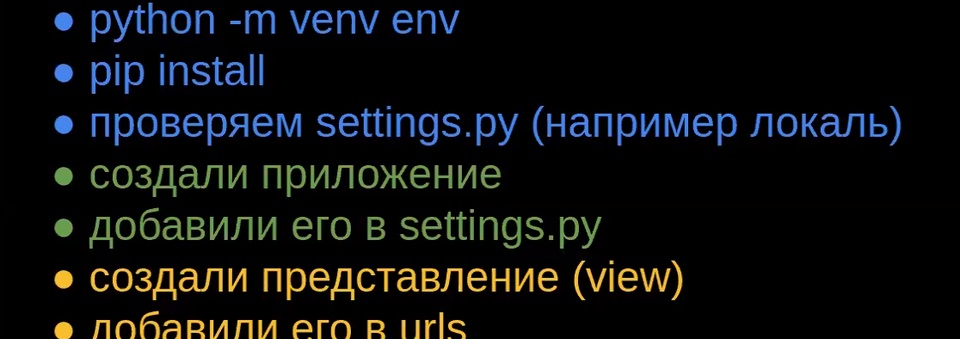 ● python -m venv env
● pip install
● проверяем settings.py (например локаль)
● создали приложение
● добавили его в settings.py
● создали представление (view)
● добавили его в urls